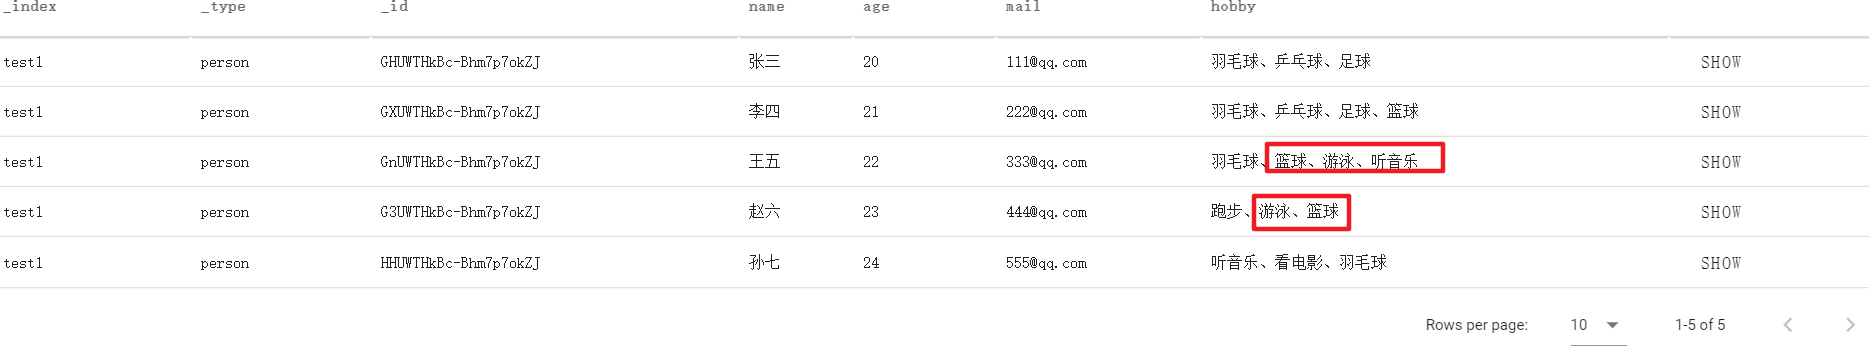 _index _type _id name age mail hobby
test1 person GHUWTHkBc-Bhm7p7okZJ 张三 20 111@qq.com 羽毛球、乒乓球、足球 SHOW
test1 person GXUWTHkBc-Bhm7p7okZJ 李四 21 222@qq.com 羽毛球、乒乓球、足球、篮球 SHOW
test1 person GnUWTHkBc-Bhm7p7okZJ 王五 22 333@qq.com 羽毛球、篮球、游泳、听音乐 SHOW
test1 person G3UWTHkBc-Bhm7p7okZJ 赵六 23 444@qq.com 跑步、游泳、篮球 SHOW
test1 person HHUWTHkBc-Bhm7p7okZJ 孙七 24 555@qq.com 听音乐、看电影、羽毛球 SHOW
Rows per page: 10 1-5 of 5